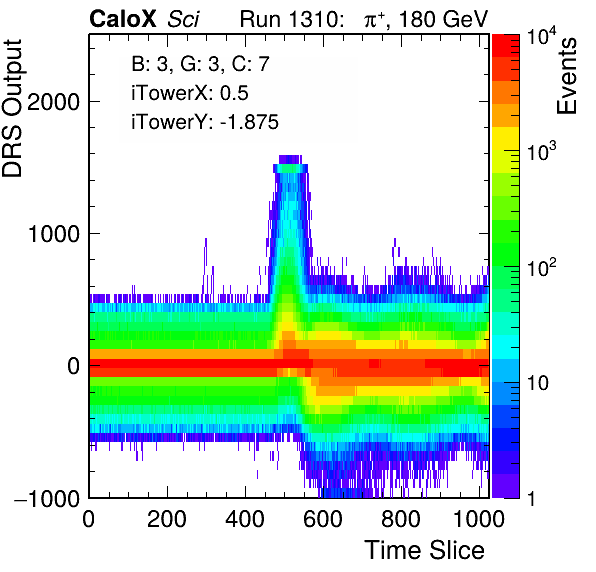 CaloX Sci Run 1310: π⁺, 180 GeV
B: 3, G: 3, C: 7
iTowerX: 0.5
iTowerY: -1.875
DRS Output
2000
1000
0
−1000
0 200 400 600 800 1000
Time Slice
Events
10⁴
10³
10²
10
1